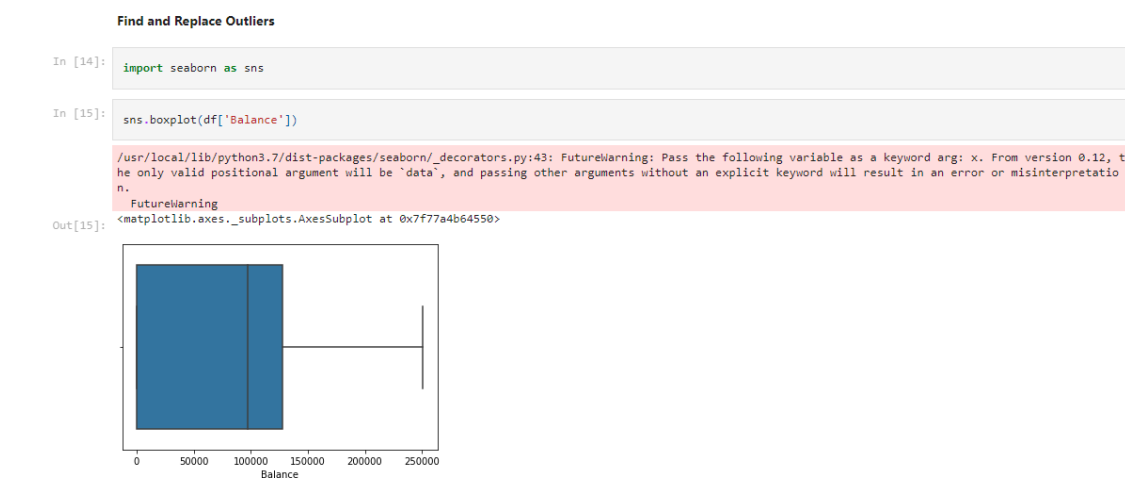 Find and Replace Outliers
In [14]:
import seaborn as sns
In [15]:
sns.boxplot(df['Balance'])
/usr/local/lib/python3.7/dist-packages/seaborn/_decorators.py:43: FutureWarning: Pass the following variable as a keyword arg: x. From version 0.12, t
he only valid positional argument will be `data`, and passing other arguments without an explicit keyword will result in an error or misinterpretatio
n.
FutureWarning
Out[15]:
<matplotlib.axes._subplots.AxesSubplot at 0x7f77a4b64550>
0 50000 100000 150000 200000 250000
Balance